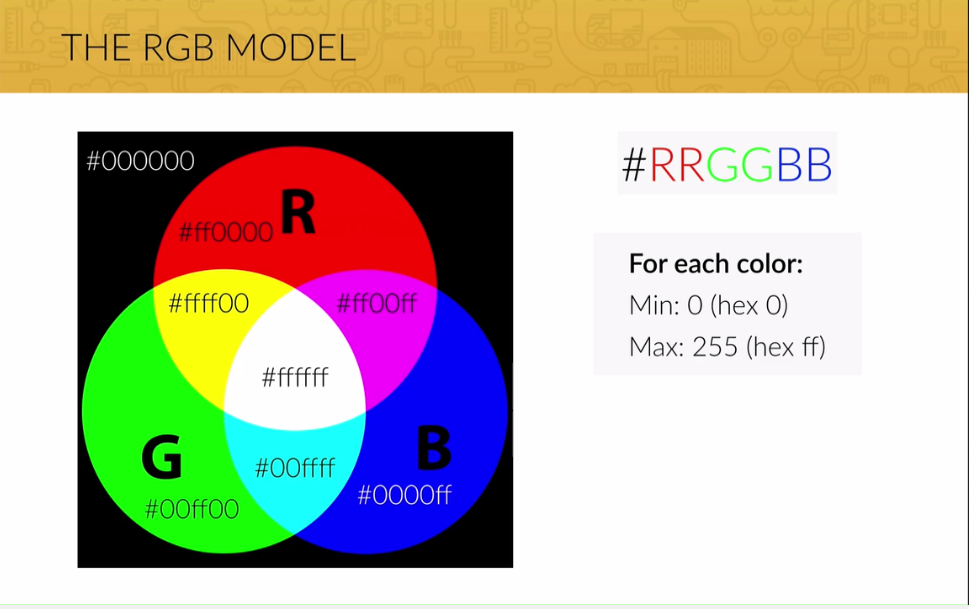 THE RGB MODEL
#000000
R
#ff0000
#ffff00
#ff00ff
#ffffff
G
B
#00ffff
#0000ff
#00ff00
#RRGGBB
For each color:
Min: 0 (hex 0)
Max: 255 (hex ff)